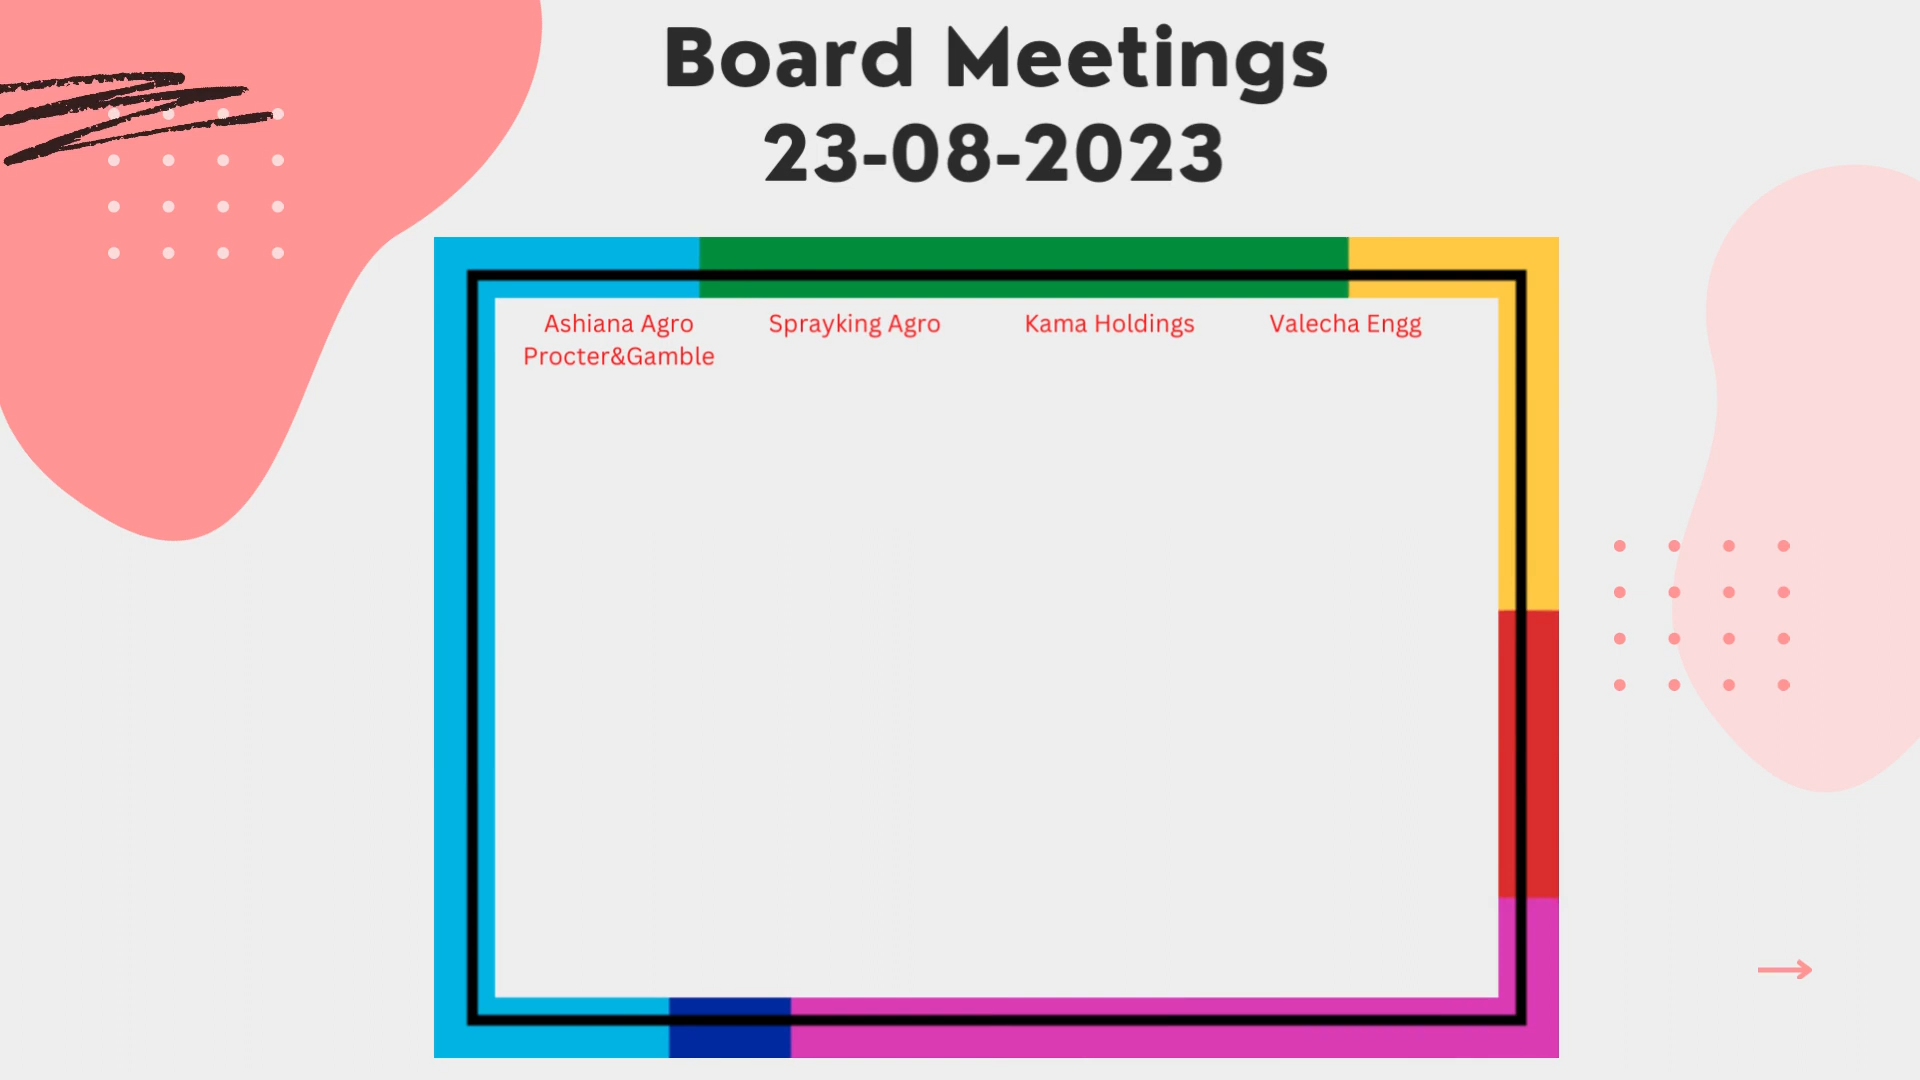 Board Meetings
23-08-2023
Ashiana Agro Sprayking Agro Kama Holdings Valecha Engg
Procter&Gamble